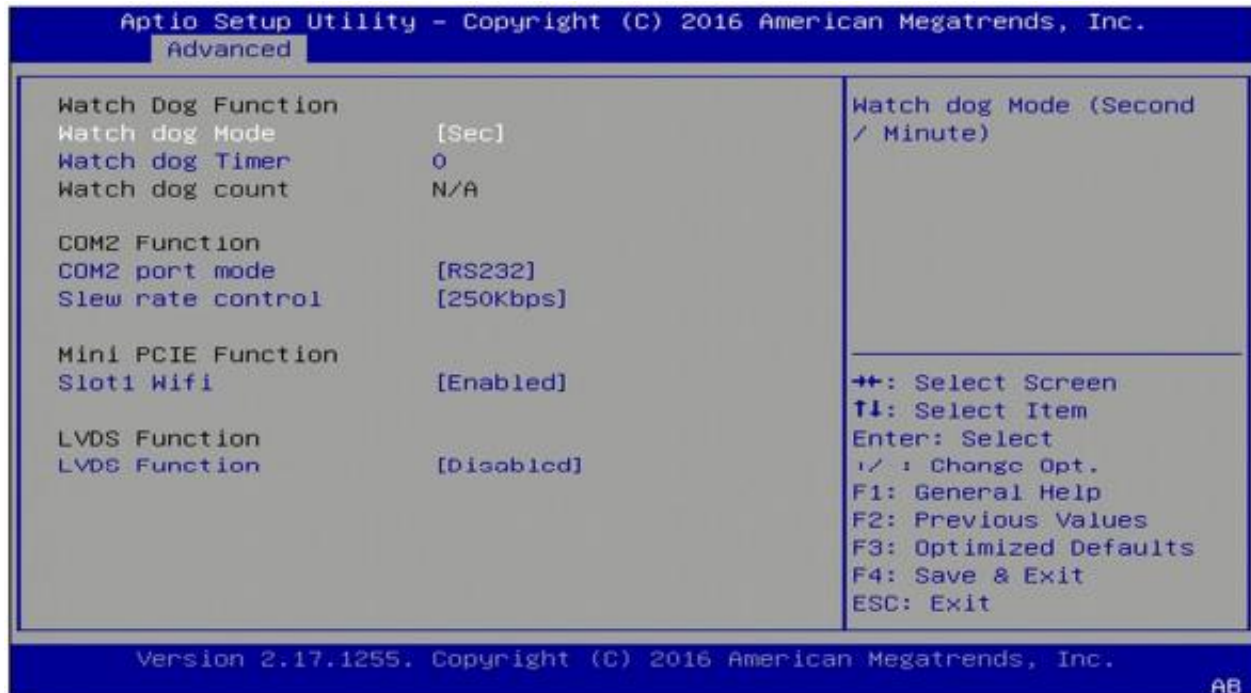 Aptio Setup Utility – Copyright (C) 2016 American Megatrends, Inc.
Advanced
Watch Dog Function
Watch dog Mode [Sec]
Watch dog Timer 0
Watch dog count N/A
COM2 Function
COM2 port mode [RS232]
Slew rate control [250Kbps]
Mini PCIE Function
Slot1 Wifi [Enabled]
LVDS Function
LVDS Function [Disabled]
Watch dog Mode (Second
/ Minute)
→←: Select Screen
↑↓: Select Item
Enter: Select
: Change Opt.
F1: General Help
F2: Previous Values
F3: Optimized Defaults
F4: Save & Exit
ESC: Exit
Version 2.17.1255. Copyright (C) 2016 American Megatrends, Inc.
AB